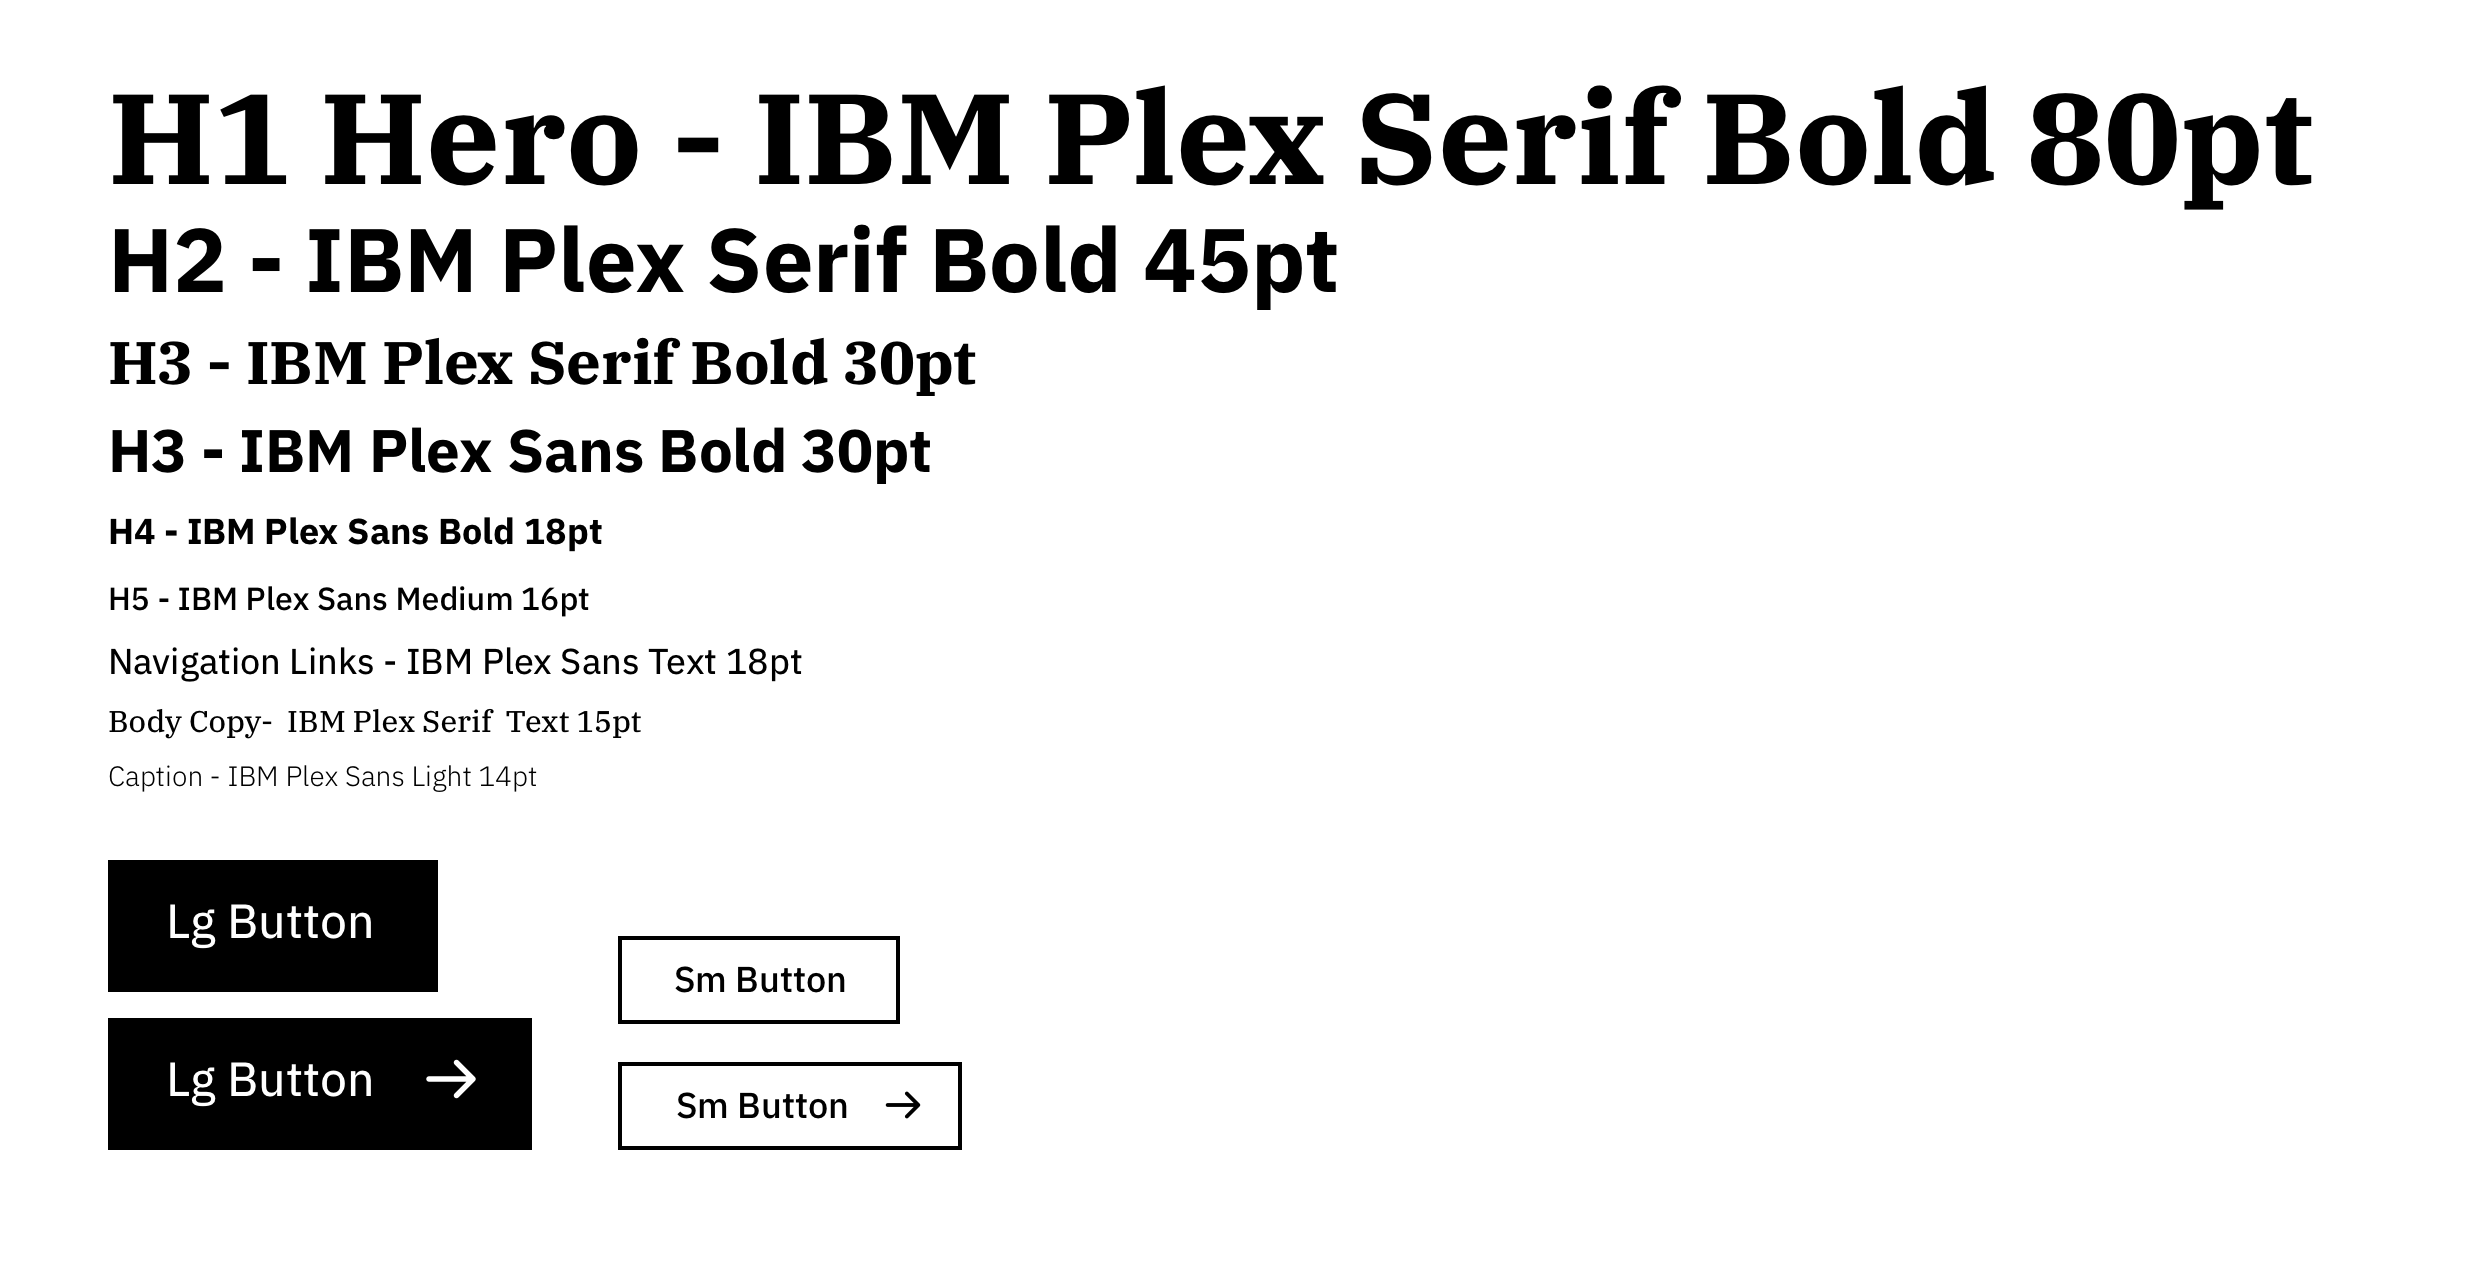 H1 Hero - IBM Plex Serif Bold 80pt
H2 - IBM Plex Serif Bold 45pt
H3 - IBM Plex Serif Bold 30pt
H3 - IBM Plex Sans Bold 30pt
H4 - IBM Plex Sans Bold 18pt
H5 - IBM Plex Sans Medium 16pt
Navigation Links - IBM Plex Sans Text 18pt
Body Copy-  IBM Plex Serif  Text 15pt
Caption - IBM Plex Sans Light 14pt
Lg Button
Sm Button
Lg Button
Sm Button